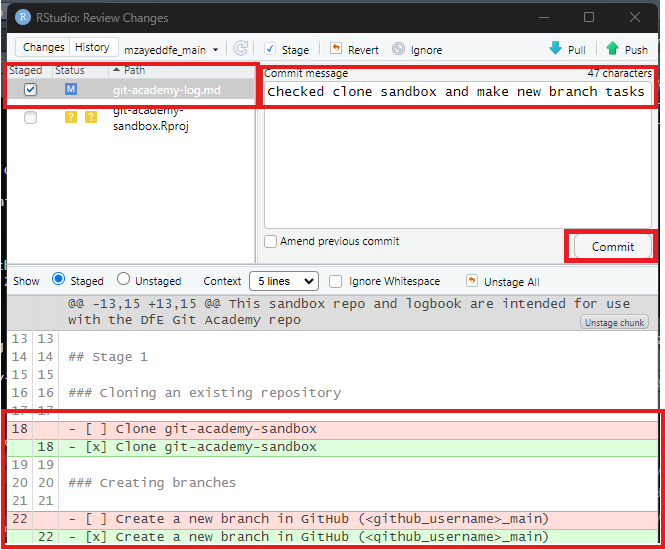 RStudio: Review Changes
Changes History mzayeddfe_main Stage Revert Ignoring Pull Push
Staged Status Path
Commit message 47 characters
M git-academy-log.md
Checked clone sandbox and make new branch tasks
? ? git-academy-
sandbox.Rproj
Amend previous commit
Commit
Show Staged Unstaged Context 5 lines Ignore Whitespace Unstage All
@@ -13,15 +13,15 @@ This sandbox repo and logbook are intended for use
with the DfE Git Academy repo
Unstage chunk
13 13
14 14 ## Stage 1
15 15
16 16 ### Cloning an existing repository
17 17
18 - [ ] Clone git-academy-sandbox
18 - [x] Clone git-academy-sandbox
19 19
20 20 ### Creating branches
21 21
22 - [ ] Create a new branch in GitHub (<github_username>_main)
22 - [x] Create a new branch in GitHub (<github_username>_main)